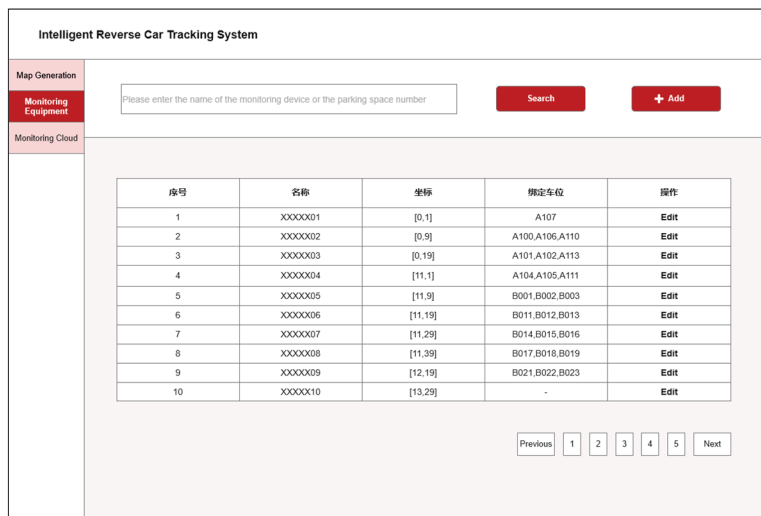 Intelligent Reverse Car Tracking System
Map Generation
Monitoring
Equipment
Monitoring Cloud
Please enter the name of the monitoring device or the parking space number
Search
+ Add
序号 名称 坐标 绑定车位 操作
1 XXXXX01 [0,1] A107 Edit
2 XXXXX02 [0,9] A100,A106,A110 Edit
3 XXXXX03 [0,19] A101,A102,A113 Edit
4 XXXXX04 [11,1] A104,A105,A111 Edit
5 XXXXX05 [11,9] B001,B002,B003 Edit
6 XXXXX06 [11,19] B011,B012,B013 Edit
7 XXXXX07 [11,29] B014,B015,B016 Edit
8 XXXXX08 [11,39] B017,B018,B019 Edit
9 XXXXX09 [12,19] B021,B022,B023 Edit
10 XXXXX10 [13,29] - Edit
Previous 1 2 3 4 5 Next